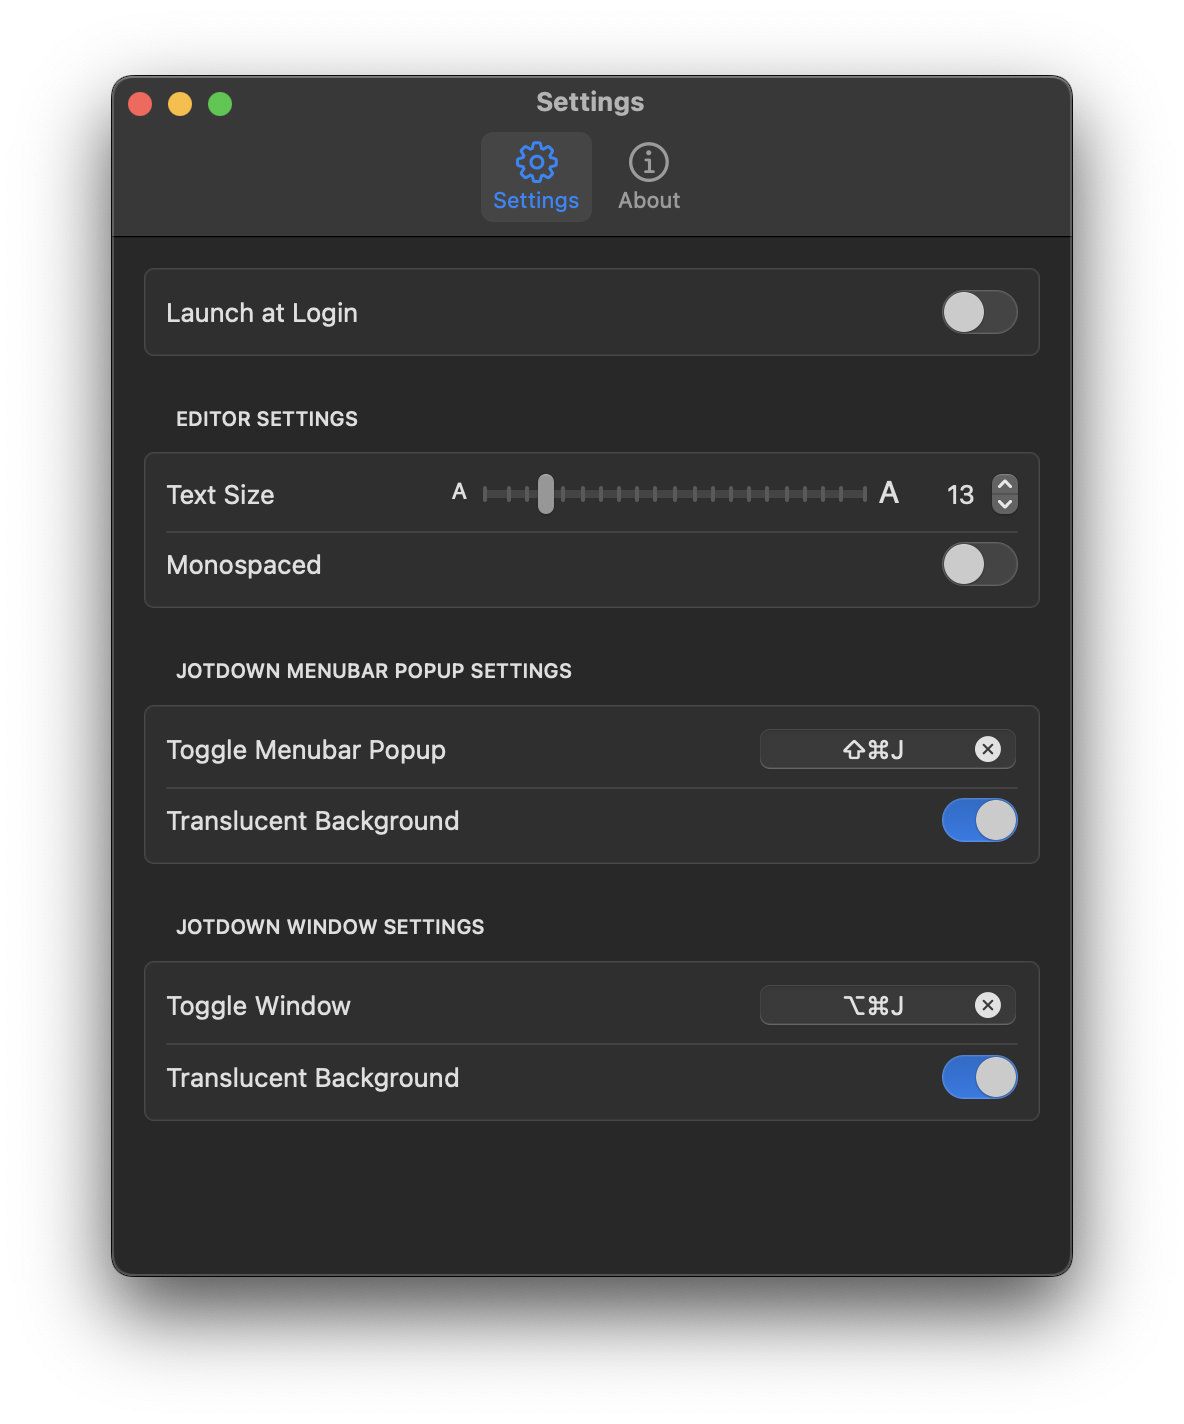 Settings
Settings
About
Launch at Login
EDITOR SETTINGS
Text Size A A 13
Monospaced
JOTDOWN MENUBAR POPUP SETTINGS
Toggle Menubar Popup ⇧⌘J
Translucent Background
JOTDOWN WINDOW SETTINGS
Toggle Window ⌥⌘J
Translucent Background